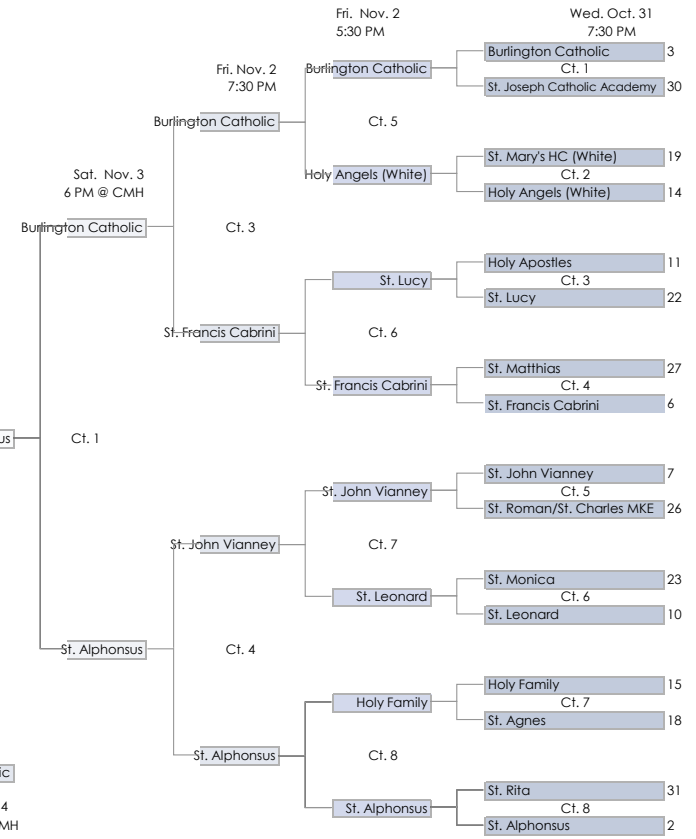 Fri. Nov. 2
5:30 PM
Wed. Oct. 31
7:30 PM
Burlington Catholic 3
Ct. 1
St. Joseph Catholic Academy 30
Burlington Catholic
Fri. Nov. 2
7:30 PM
Burlington Catholic
Ct. 5
St. Mary's HC (White) 19
Ct. 2
Holy Angels (White) 14
Holy Angels (White)
Sat. Nov. 3
6 PM @ CMH
Burlington Catholic
Ct. 3
Holy Apostles 11
Ct. 3
St. Lucy 22
St. Lucy
St. Francis Cabrini
Ct. 6
St. Matthias 27
Ct. 4
St. Francis Cabrini 6
St. Francis Cabrini
us
Ct. 1
St. John Vianney 7
Ct. 5
St. Roman/St. Charles MKE 26
St. John Vianney
St. John Vianney
Ct. 7
St. Monica 23
Ct. 6
St. Leonard 10
St. Leonard
St. Alphonsus
Ct. 4
Holy Family 15
Ct. 7
St. Agnes 18
Holy Family
St. Alphonsus
Ct. 8
St. Rita 31
Ct. 8
St. Alphonsus 2
St. Alphonsus
ic
4
MH